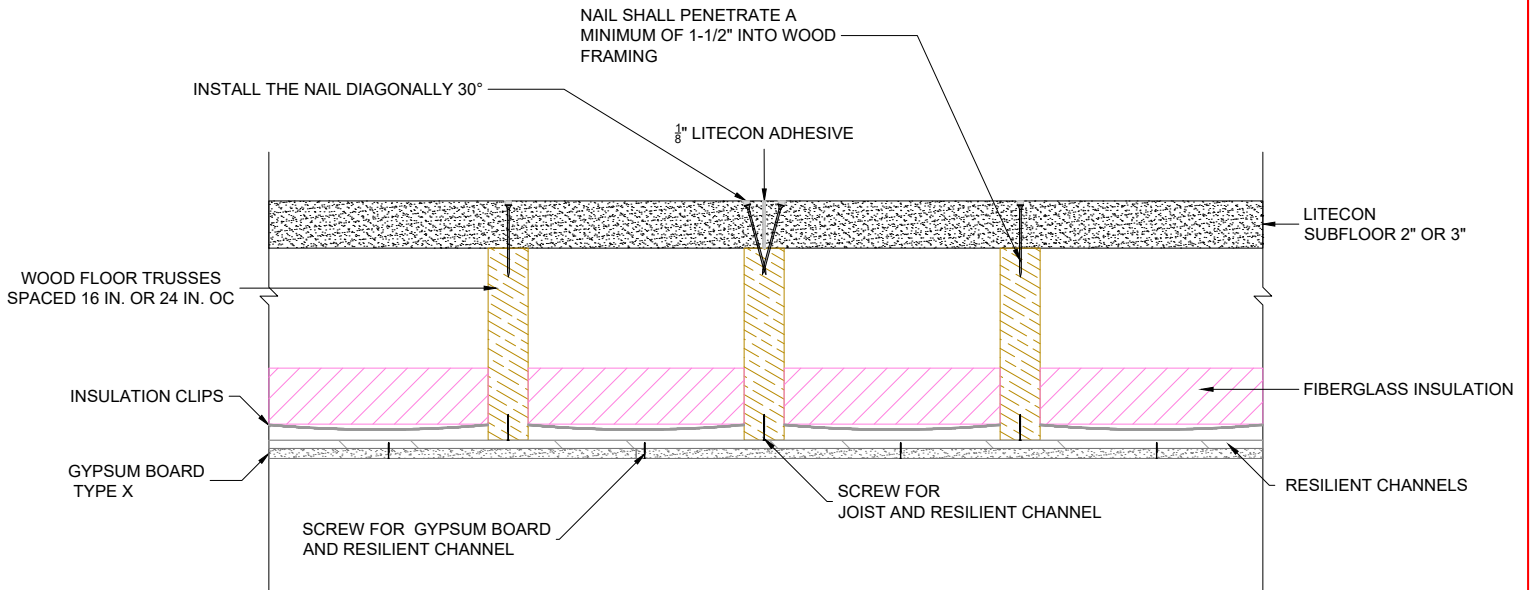 NAIL SHALL PENETRATE A
MINIMUM OF 1-1/2" INTO WOOD
FRAMING
INSTALL THE NAIL DIAGONALLY 30°
1/8" LITECON ADHESIVE
LITECON
SUBFLOOR 2" OR 3"
WOOD FLOOR TRUSSES
SPACED 16 IN. OR 24 IN. OC
INSULATION CLIPS
FIBERGLASS INSULATION
GYPSUM BOARD
TYPE X
SCREW FOR GYPSUM BOARD
AND RESILIENT CHANNEL
SCREW FOR
JOIST AND RESILIENT CHANNEL
RESILIENT CHANNELS